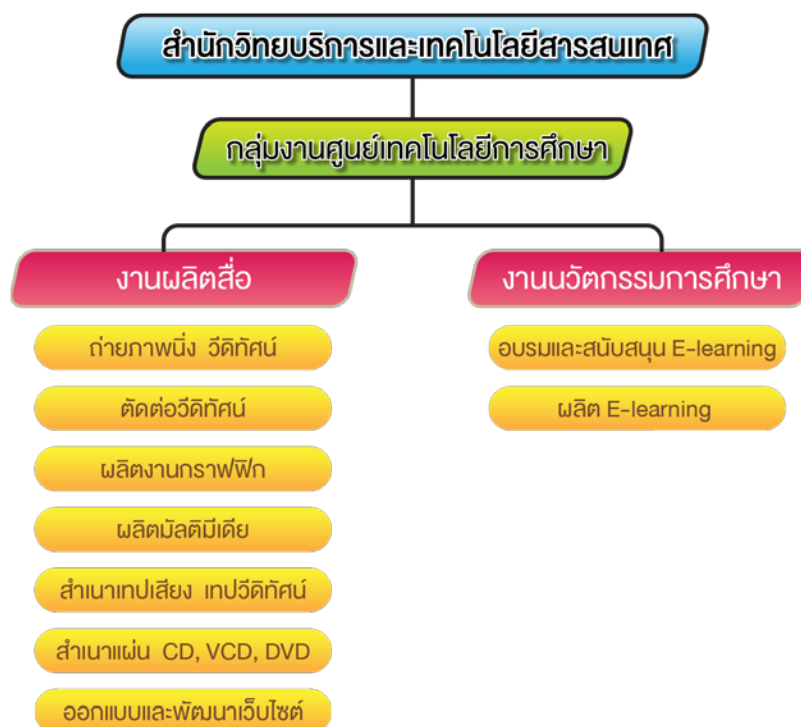 สำนักวิทยบริการและเทคโนโลยีสารสนเทศ
กลุ่มงานศูนย์เทคโนโลยีการศึกษา
งานผลิตสื่อ
ถ่ายภาพนิ่ง วีดิทัศน์
ตัดต่อวีดิทัศน์
ผลิตงานกราฟฟิก
ผลิตมัลติมีเดีย
สำเนาเทปเสียง เทปวีดิทัศน์
สำเนาแผ่น CD, VCD, DVD
ออกแบบและพัฒนาเว็บไซต์
งานนวัตกรรมการศึกษา
อบรมและสนับสนุน E-learning
ผลิต E-learning